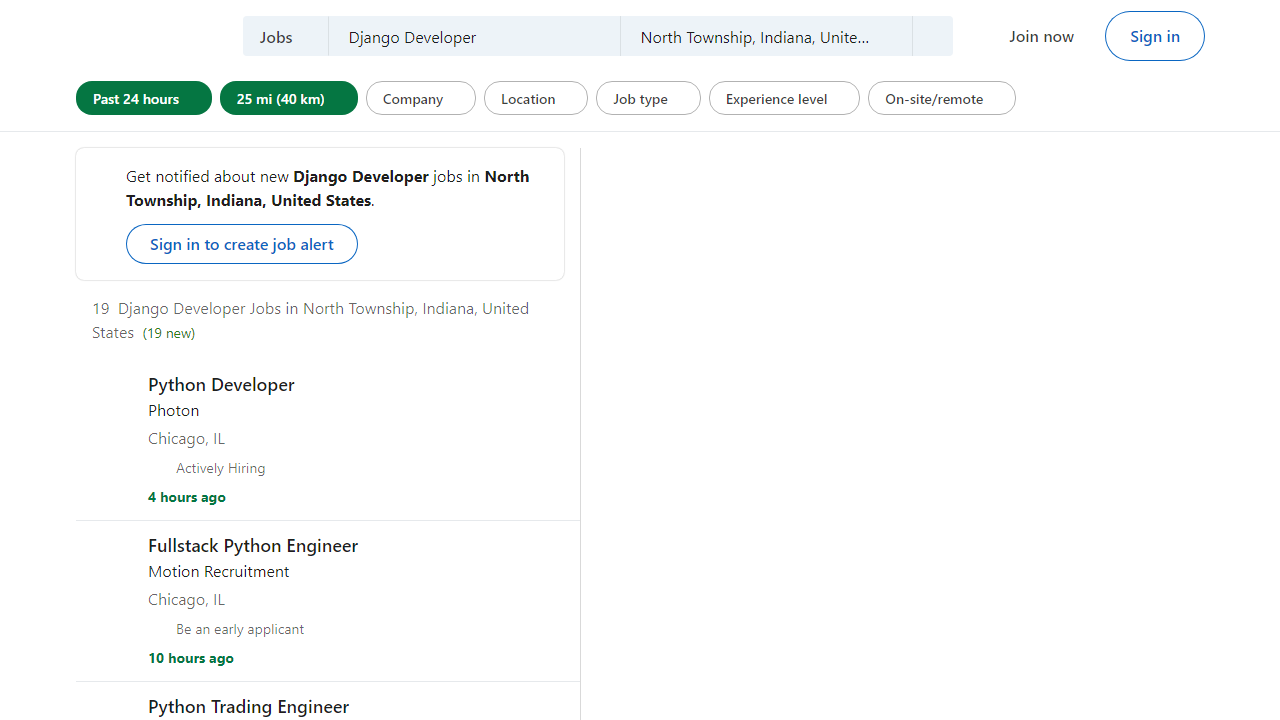 Jobs Django Developer North Township, Indiana, Unite... Join now Sign in
Past 24 hours 25 mi (40 km) Company Location Job type Experience level On-site/remote
Get notified about new Django Developer jobs in North
Township, Indiana, United States.
Sign in to create job alert
19 Django Developer Jobs in North Township, Indiana, United
States (19 new)
Python Developer
Photon
Chicago, IL
Actively Hiring
4 hours ago
Fullstack Python Engineer
Motion Recruitment
Chicago, IL
Be an early applicant
10 hours ago
Python Trading Engineer